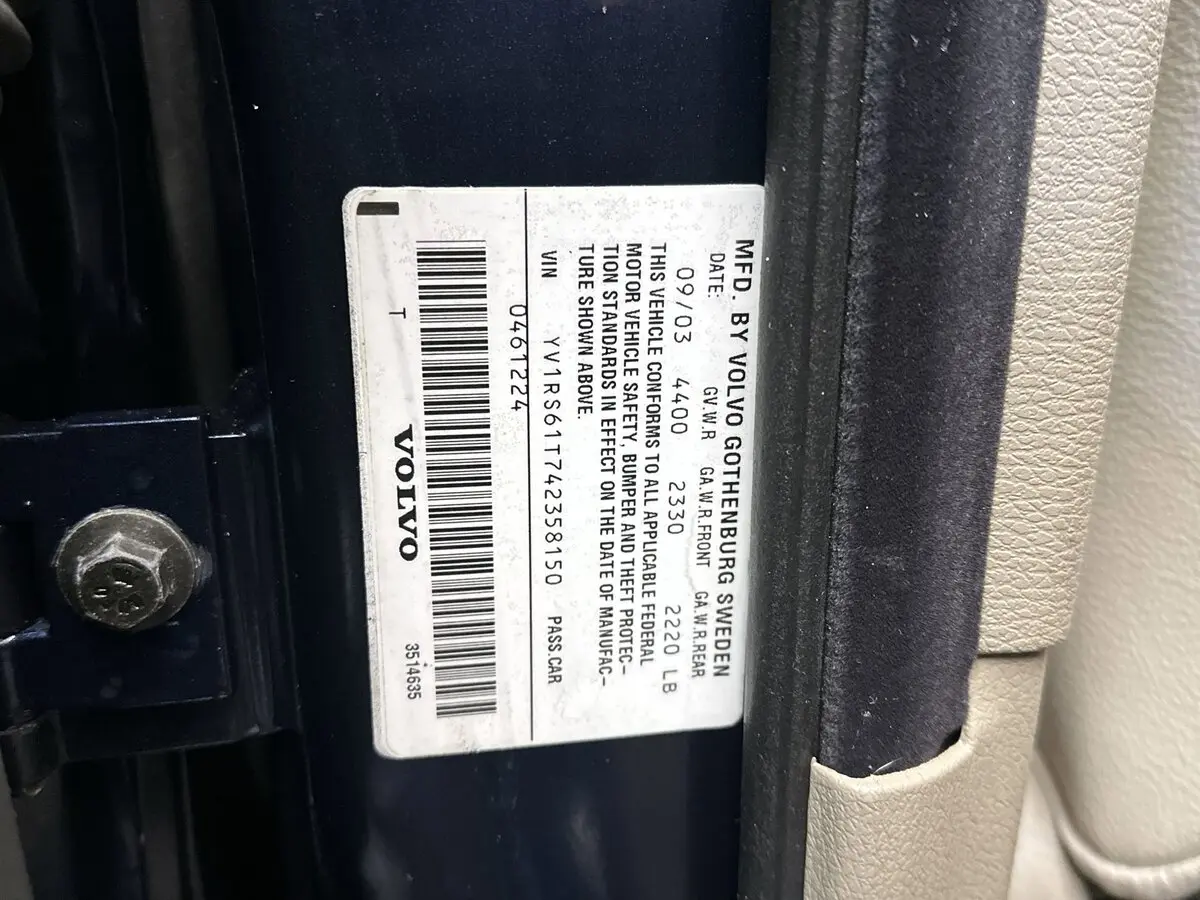 MFD. BY VOLVO GOTHENBURG SWEDEN
DATE: GV.W.R GA.W.R.FRONT GA.W.R.REAR
09/03 4400 2330 2220 LB
THIS VEHICLE CONFORMS TO ALL APPLICABLE FEDERAL
MOTOR VEHICLE SAFETY, BUMPER AND THEFT PROTEC–
TION STANDARDS IN EFFECT ON THE DATE OF MANUFAC–
TURE SHOWN ABOVE.
VIN YV1RS61T742358150 PASS.CAR
0461224
T VOLVO 3514635